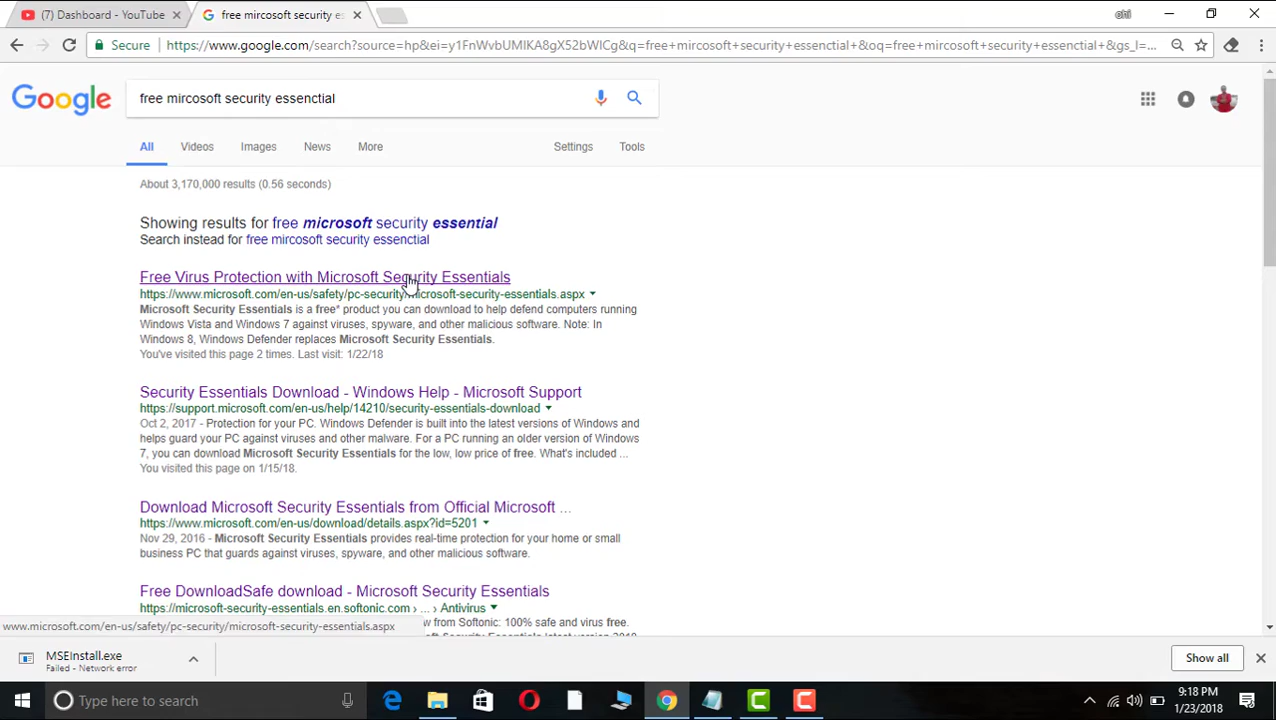 (7) Dashboard - YouTube
free mircosoft security es
ohi
Secure
https://www.google.com/search?source=hp&ei=y1FnWvbUMIKA8gX52bWICg&q=free+mircosoft+security+essenctial+&oq=free+mircosoft+security+essenctial+&gs_l=...
Google
free mircosoft security essenctial
All
Videos
Images
News
More
Settings
Tools
About 3,170,000 results (0.56 seconds)
Showing results for free microsoft security essential
Search instead for free mircosoft security essenctial
Free Virus Protection with Microsoft Security Essentials
https://www.microsoft.com/en-us/safety/pc-security/microsoft-security-essentials.aspx
Microsoft Security Essentials is a free* product you can download to help defend computers running
Windows Vista and Windows 7 against viruses, spyware, and other malicious software. Note: In
Windows 8, Windows Defender replaces Microsoft Security Essentials.
You've visited this page 2 times. Last visit: 1/22/18
Security Essentials Download - Windows Help - Microsoft Support
https://support.microsoft.com/en-us/help/14210/security-essentials-download
Oct 2, 2017 - Protection for your PC. Windows Defender is built into the latest versions of Windows and
helps guard your PC against viruses and other malware. For a PC running an older version of Windows
7, you can download Microsoft Security Essentials for the low, low price of free. What's included ...
You visited this page on 1/15/18.
Download Microsoft Security Essentials from Official Microsoft ...
https://www.microsoft.com/en-us/download/details.aspx?id=5201
Nov 29, 2016 - Microsoft Security Essentials provides real-time protection for your home or small
business PC that guards against viruses, spyware, and other malicious software.
Free DownloadSafe download - Microsoft Security Essentials
https://microsoft-security-essentials.en.softonic.com › ... › Antivirus
w from Softonic: 100% safe and virus free.
www.microsoft.com/en-us/safety/pc-security/microsoft-security-essentials.aspx
MSEInstall.exe
Failed - Network error
Show all
Type here to search
9:18 PM
1/23/2018